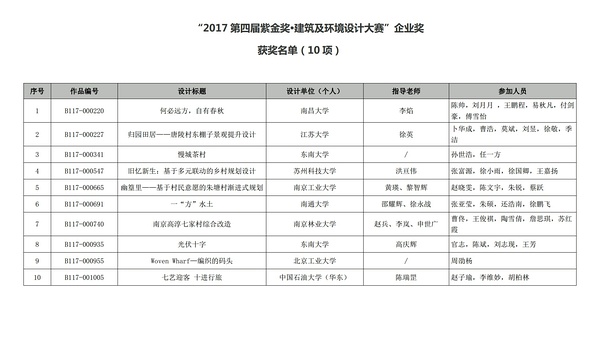 “2017 第四届紫金奖•建筑及环境设计大赛”企业奖
获奖名单（10 项）
序号 作品编号 设计标题 设计单位（个人） 指导老师 参加人员
1 B117-000220 何必远方，自有春秋 南昌大学 李焰 陈帅，刘月月 ，王鹏程，易秋凡，付剑
豪，傅雪怡
2 B117-000227 归园田居——唐陵村东棚子景观提升设计 江苏大学 徐英 卜华成，曹浩，莫斌，刘昱，徐敬，季
洁
3 B117-000341 慢城茶村 东南大学 / 孙世浩，任一方
4 B117-000547 旧忆新生：基于多元联动的乡村规划设计 苏州科技大学 洪亘伟 张富源，徐小雨，徐国卿，王嘉扬
5 B117-000665 幽篁里——基于村民意愿的朱塘村渐进式规划 南京工业大学 黄瑛、黎智辉 赵晓雯，陈文宇，朱锐，蔡跃
6 B117-000691 一“方”水土 南通大学 邵耀辉、徐永战 张亚莹，朱硕，还浩南，徐鹏飞
7 B117-000740 南京高淳七家村综合改造 南京林业大学 赵兵、李岚、申世广 曹佟，王俊祺，陶雪倩，詹思琪，苏红
霞
8 B117-000935 光伏十字 东南大学 高庆辉 官志，陈斌，刘志现，王芳
9 B117-000955 Woven Wharf—编织的码头 北京工业大学 / 周劭杨
10 B117-001005 七艺迎客 十进行旅 中国石油大学（华东） 陈瑞罡 赵子瑜，李维妙，胡柏林